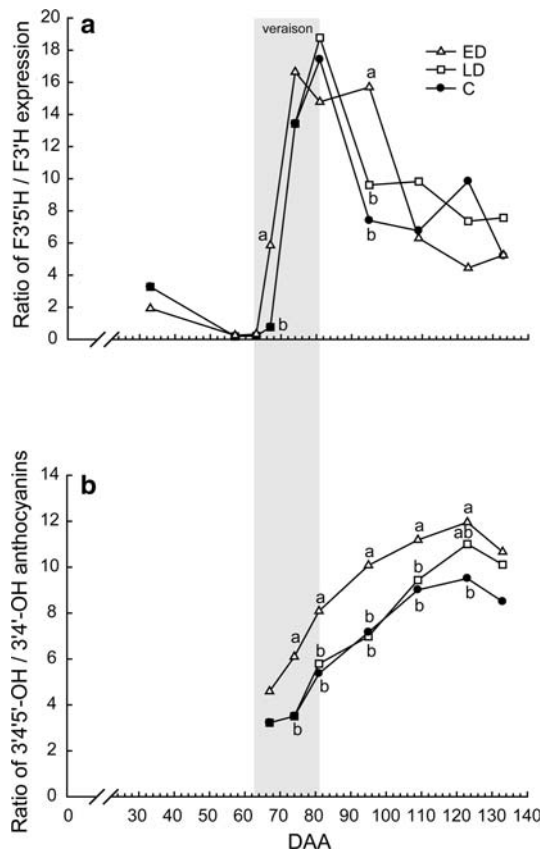 a
veraison
ED
LD
C
Ratio of F3'5'H / F3'H expression
20
18
16
14
12
10
8
6
4
2
0
a
a
b
b
b
b
Ratio of 3'4'5'-OH / 3'4'-OH anthocyanins
14
12
10
8
6
4
2
0
a
a
a
a
a
ab
b
b
b
b
b
b
b
b
0 30 40 50 60 70 80 90 100 110 120 130 140
DAA